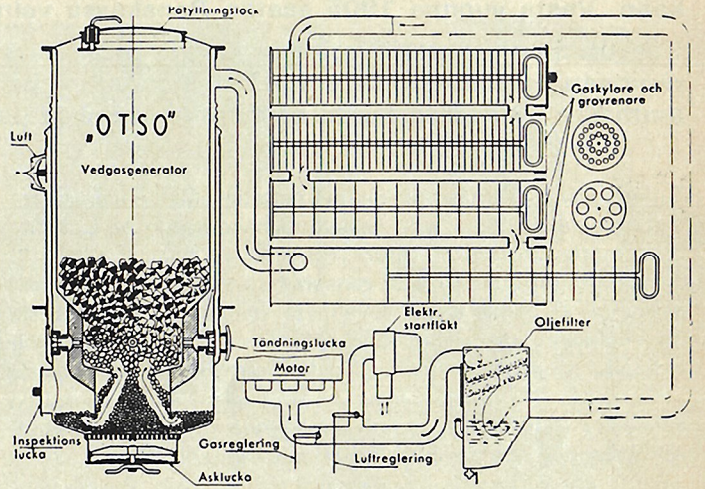 Påfyllningslock
„OTSO"
Luft
Vedgasgenerator
Gaskylare och
grovrenare
Elektr.
startfläkt
Oljefilter
Tändningslucka
Motor
Inspektions
lucka
Gasreglering
Luftreglering
Asklucka